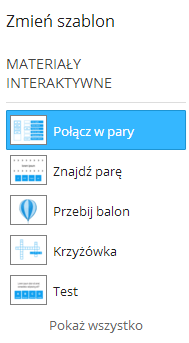 Zmień szablon
MATERIAŁY
INTERAKTYWNE
Połącz w pary
Znajdź parę
Przebij balon
Krzyżówka
Test
Pokaż wszystko